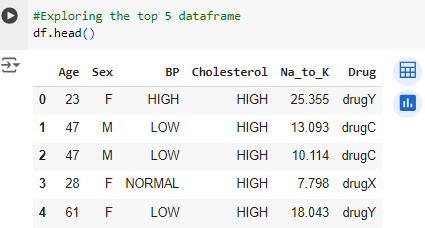 #Exploring the top 5 dataframe
df.head()
Age Sex BP Cholesterol Na_to_K Drug
0 23 F HIGH HIGH 25.355 drugY
1 47 M LOW HIGH 13.093 drugC
2 47 M LOW HIGH 10.114 drugC
3 28 F NORMAL HIGH 7.798 drugX
4 61 F LOW HIGH 18.043 drugY